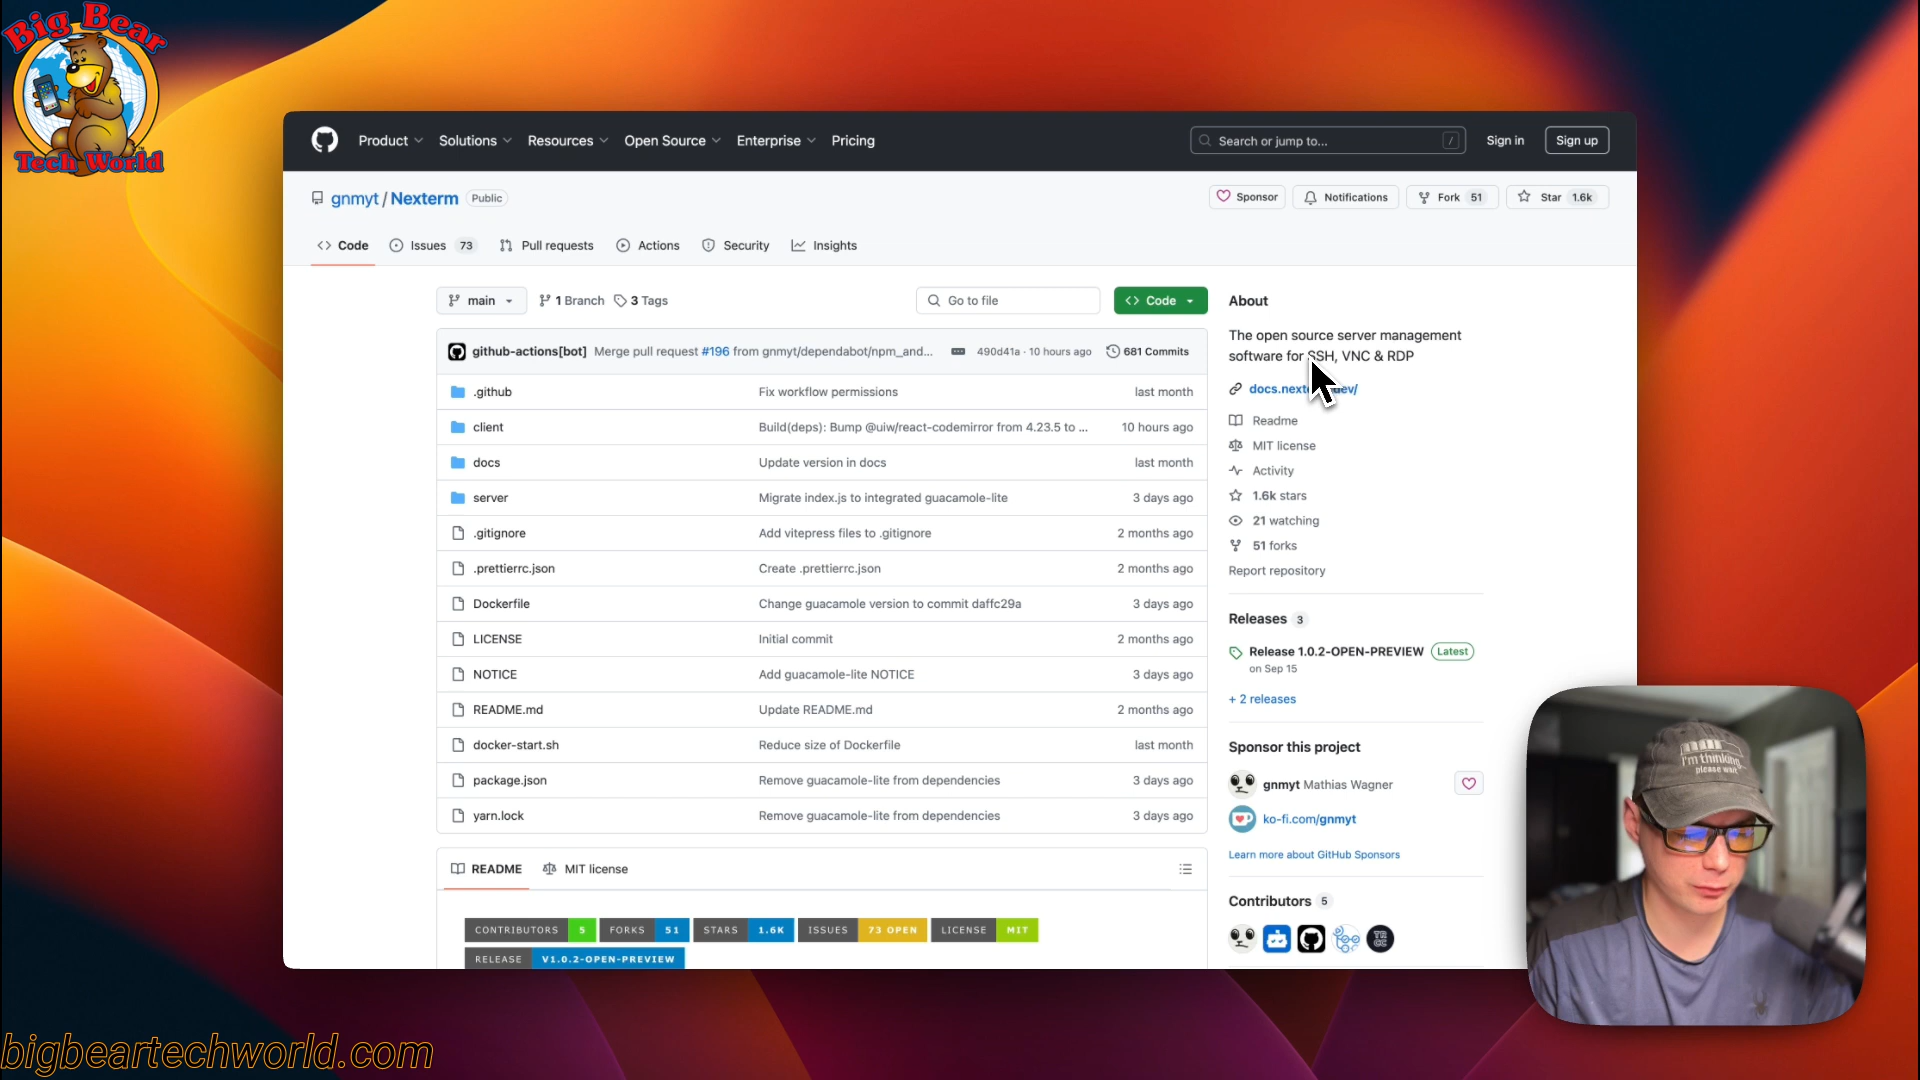 Big Bear
Tech World
Product Solutions Resources Open Source Enterprise Pricing
Search or jump to... /
Sign in
Sign up
gnmyt / Nexterm Public
Sponsor Notifications Fork 51 Star 1.6k
Code Issues 73 Pull requests Actions Security Insights
main 1 Branch 3 Tags
Go to file
Code
github-actions[bot] Merge pull request #196 from gnmyt/dependabot/npm_and... 490d41a · 10 hours ago 681 Commits
.github Fix workflow permissions last month
client Build(deps): Bump @uiw/react-codemirror from 4.23.5 to ... 10 hours ago
docs Update version in docs last month
server Migrate index.js to integrated guacamole-lite 3 days ago
.gitignore Add vitepress files to .gitignore 2 months ago
.prettierrc.json Create .prettierrc.json 2 months ago
Dockerfile Change guacamole version to commit daffc29a 3 days ago
LICENSE Initial commit 2 months ago
NOTICE Add guacamole-lite NOTICE 3 days ago
README.md Update README.md 2 months ago
docker-start.sh Reduce size of Dockerfile last month
package.json Remove guacamole-lite from dependencies 3 days ago
yarn.lock Remove guacamole-lite from dependencies 3 days ago
README MIT license
CONTRIBUTORS 5 FORKS 51 STARS 1.6K ISSUES 73 OPEN LICENSE MIT
RELEASE V1.0.2-OPEN-PREVIEW
About
The open source server management
software for SSH, VNC & RDP
Readme
MIT license
Activity
1.6k stars
21 watching
51 forks
Report repository
Releases 3
Release 1.0.2-OPEN-PREVIEW Latest
on Sep 15
+ 2 releases
Sponsor this project
gnmyt Mathias Wagner
ko-fi.com/gnmyt
Learn more about GitHub Sponsors
Contributors 5
i'm thinking
please wait
bigbeartechworld.com